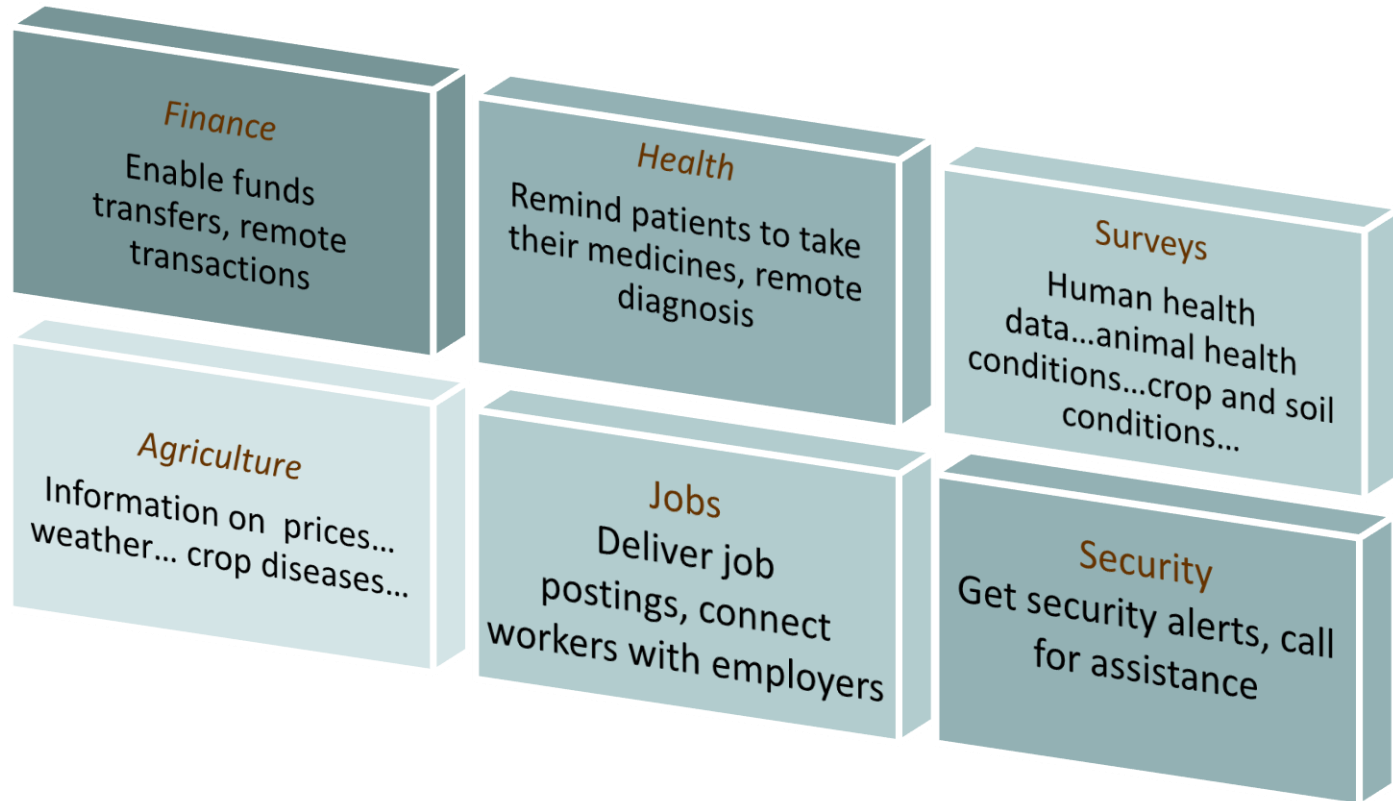 Finance
Enable funds
transfers, remote
transactions
Health
Remind patients to take
their medicines, remote
diagnosis
Surveys
Human health
data...animal health
conditions...crop and soil
conditions...
Agriculture
Information on  prices...
weather... crop diseases...
Jobs
Deliver job
postings, connect
workers with employers
Security
Get security alerts, call
for assistance